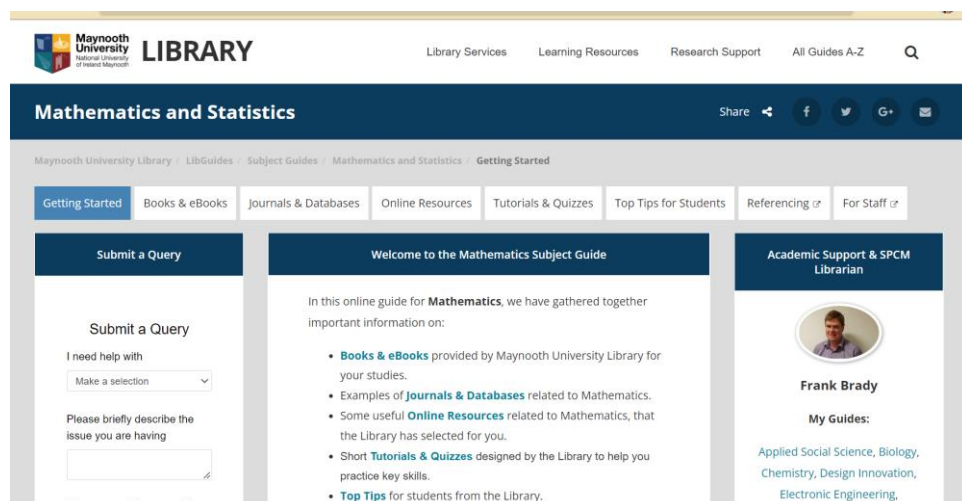 Maynooth
University
National University
of Ireland Maynooth
LIBRARY
Library Services
Learning Resources
Research Support
All Guides A-Z
Mathematics and Statistics
Share
f
G+
Maynooth University Library / LibGuides / Subject Guides / Mathematics and Statistics / Getting Started
Getting Started
Books & eBooks
Journals & Databases
Online Resources
Tutorials & Quizzes
Top Tips for Students
Referencing
For Staff
Submit a Query
Submit a Query
I need help with
Make a selection
Please briefly describe the
issue you are having
Welcome to the Mathematics Subject Guide
In this online guide for Mathematics, we have gathered together
important information on:
• Books & eBooks provided by Maynooth University Library for
your studies.
• Examples of Journals & Databases related to Mathematics.
• Some useful Online Resources related to Mathematics, that
the Library has selected for you.
• Short Tutorials & Quizzes designed by the Library to help you
practice key skills.
• Top Tips for students from the Library.
Academic Support & SPCM
Librarian
Frank Brady
My Guides:
Applied Social Science, Biology,
Chemistry, Design Innovation,
Electronic Engineering,